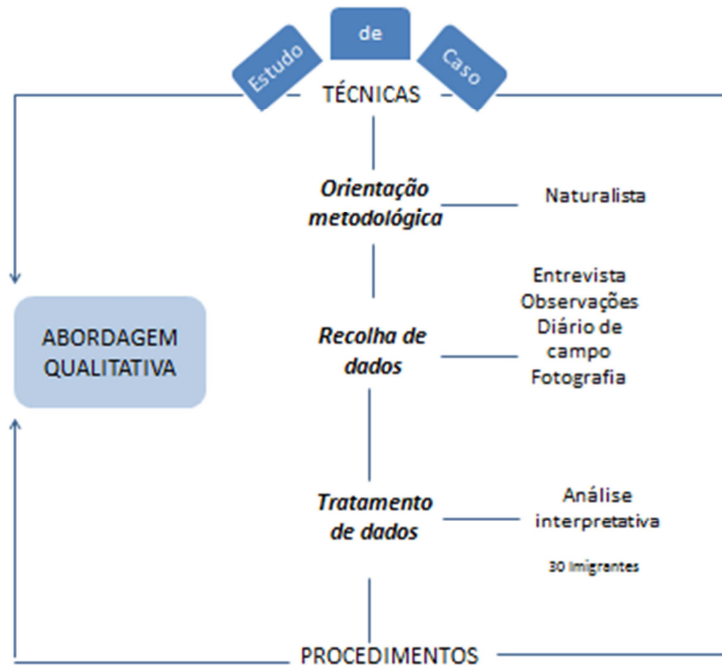 Estudo
de
Caso
TÉCNICAS
Orientação
metodológica
Naturalista
Entrevista
Observações
Diário de
campo
Fotografia
ABORDAGEM
QUALITATIVA
Recolha de
dados
Tratamento
de dados
Análise
interpretativa
30 Imigrantes
PROCEDIMENTOS